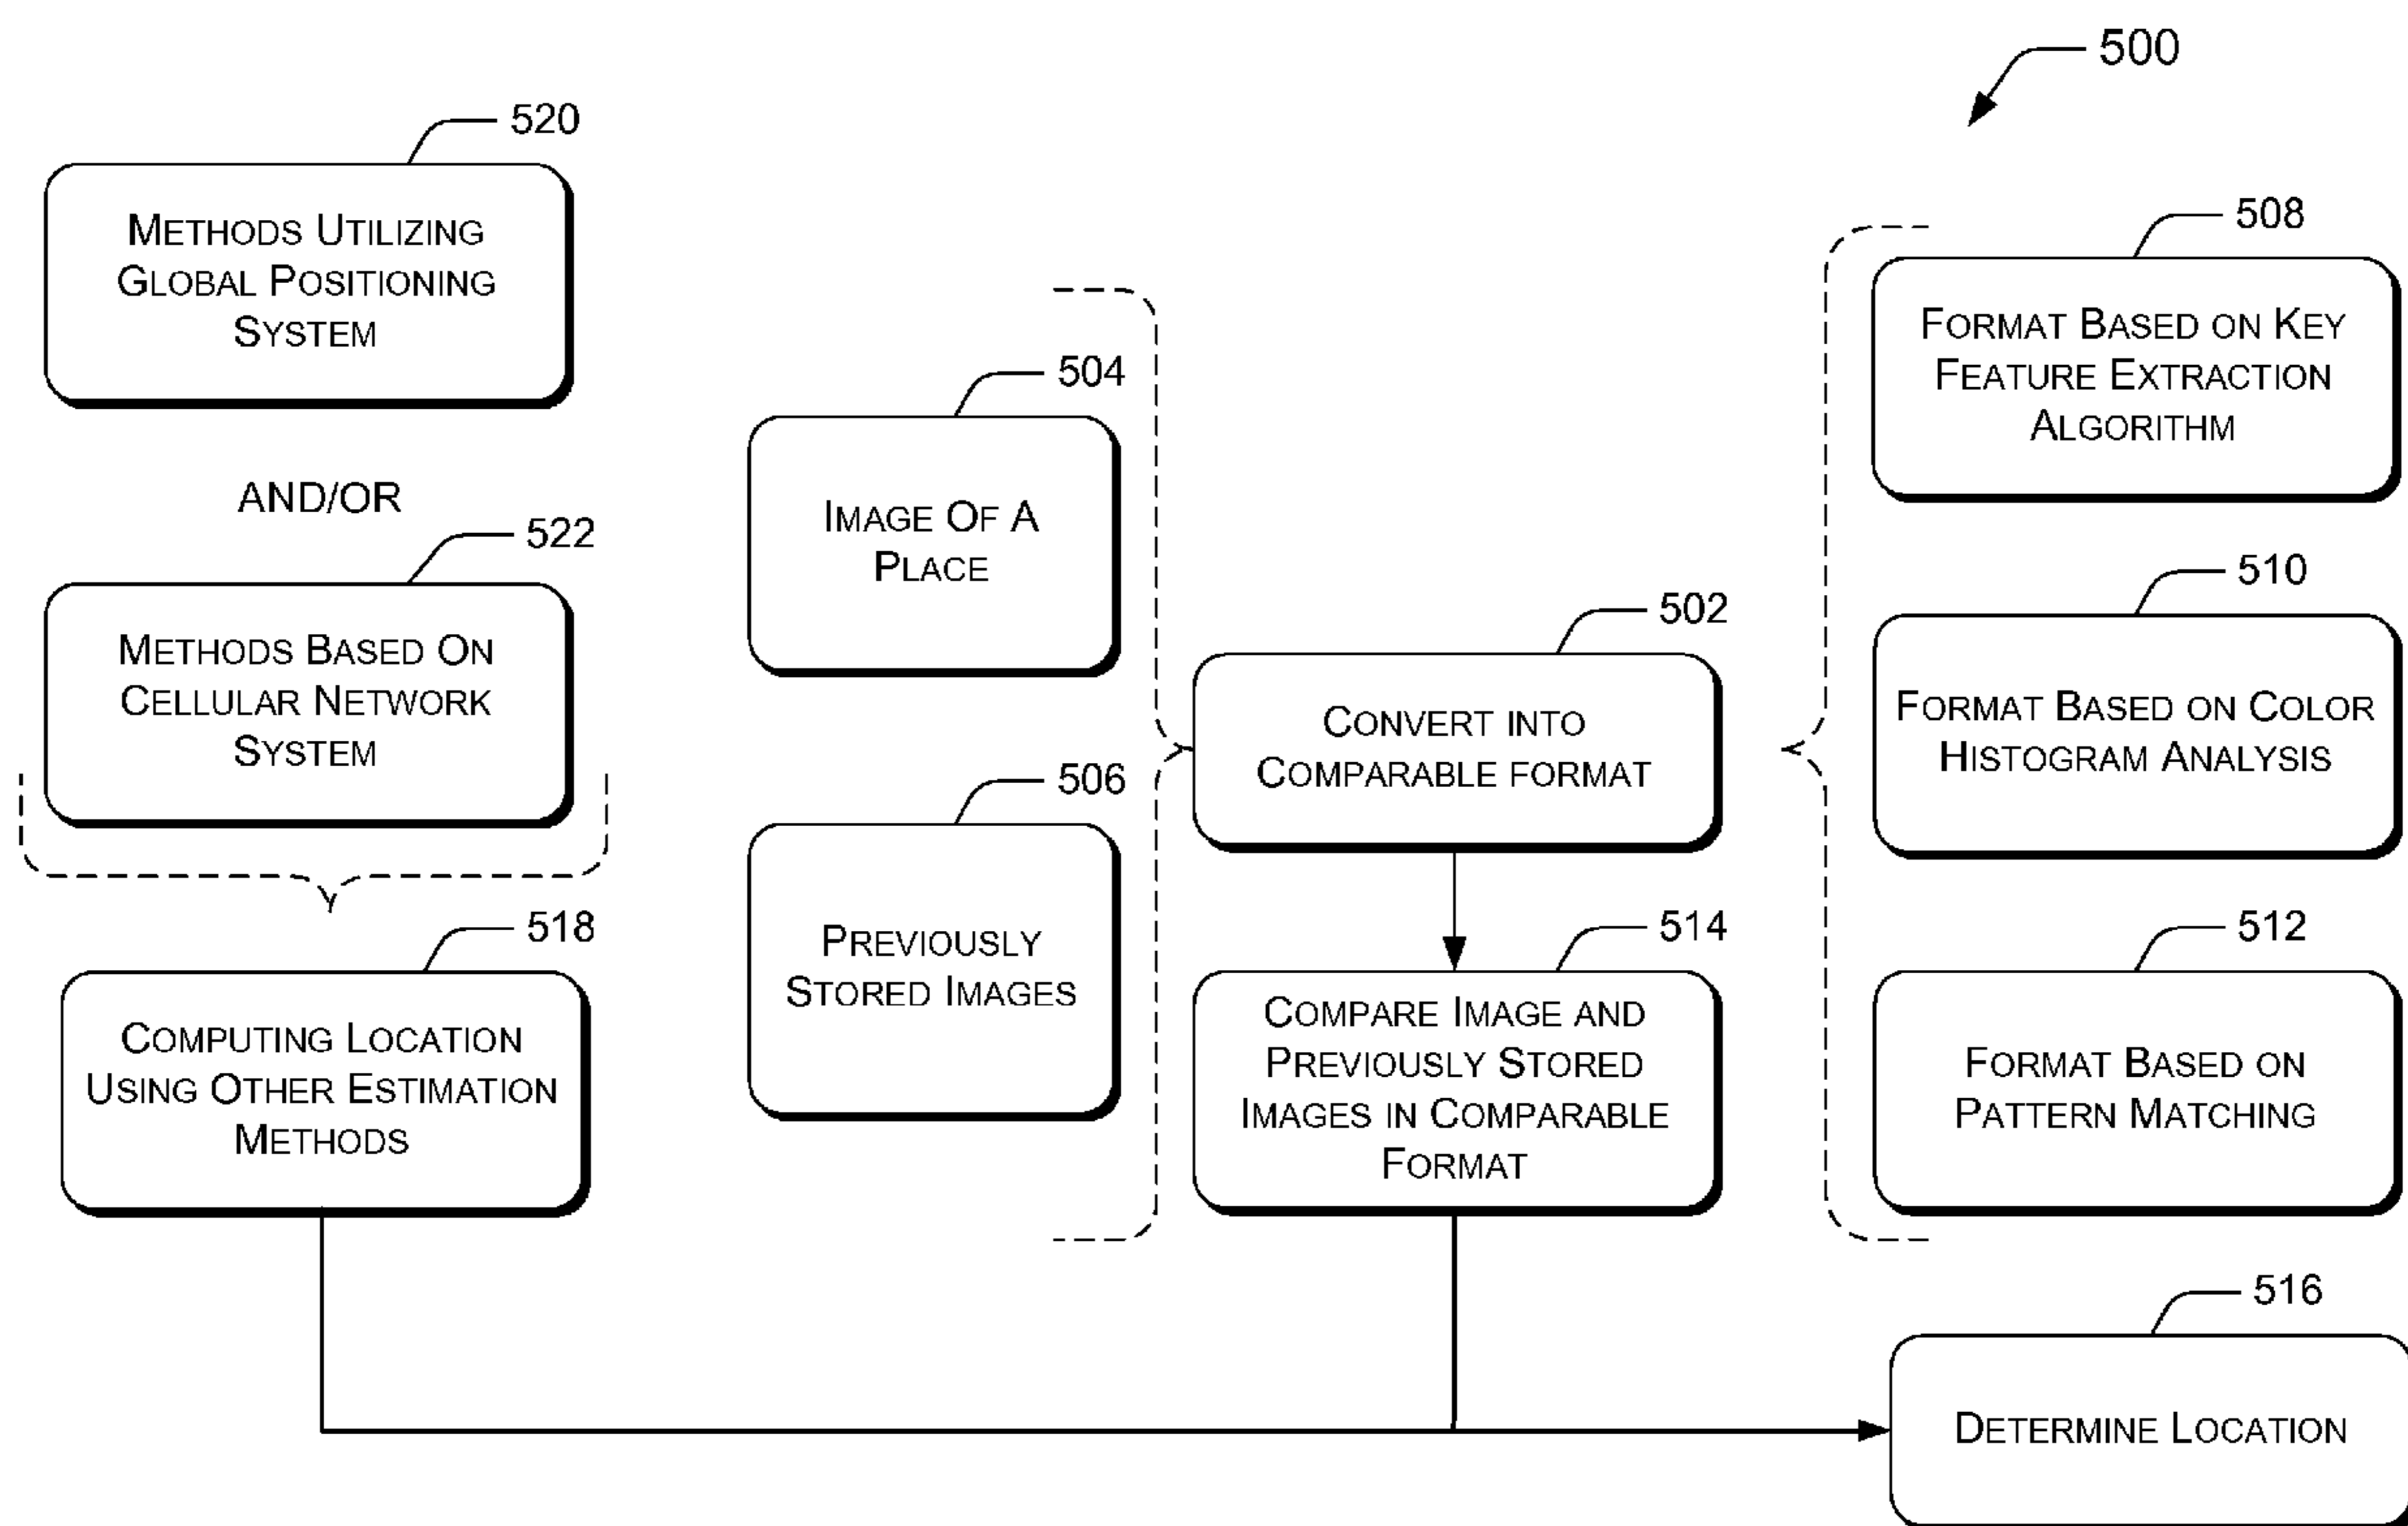 500
520
METHODS UTILIZING
GLOBAL POSITIONING
SYSTEM
AND/OR
522
METHODS BASED ON
CELLULAR NETWORK
SYSTEM
518
COMPUTING LOCATION
USING OTHER ESTIMATION
METHODS
504
IMAGE OF A
PLACE
506
PREVIOUSLY
STORED IMAGES
502
CONVERT INTO
COMPARABLE FORMAT
514
COMPARE IMAGE AND
PREVIOUSLY STORED
IMAGES IN COMPARABLE
FORMAT
508
FORMAT BASED ON KEY
FEATURE EXTRACTION
ALGORITHM
510
FORMAT BASED ON COLOR
HISTOGRAM ANALYSIS
512
FORMAT BASED ON
PATTERN MATCHING
516
DETERMINE LOCATION